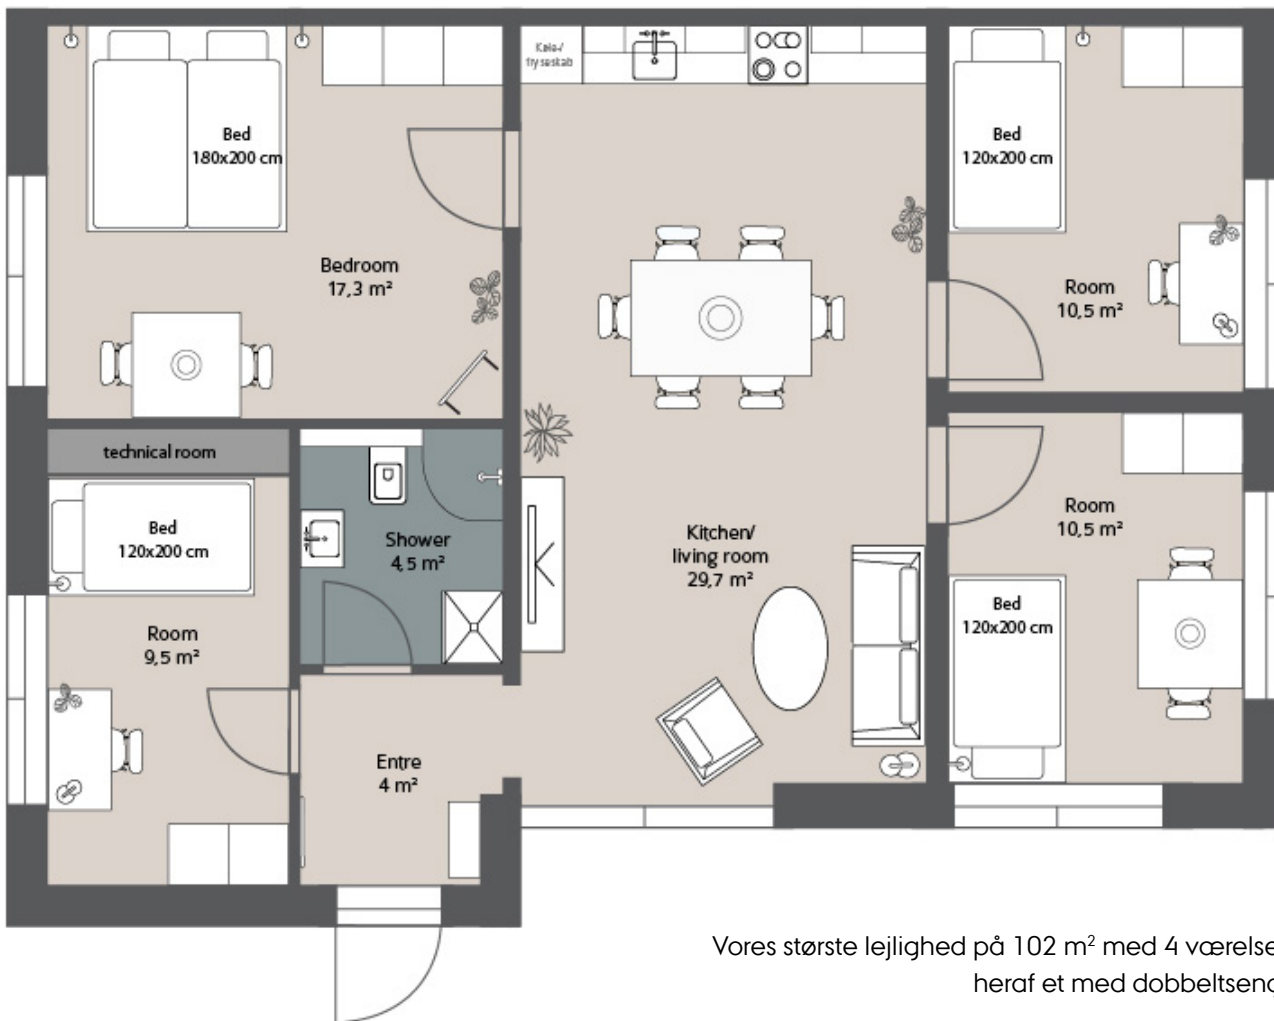 Køle-/
fryseskab
Bed
180x200 cm
Bed
120x200 cm
Bedroom
17,3 m²
Room
10,5 m²
technical room
Bed
120x200 cm
Shower
4,5 m²
Kitchen/
living room
29,7 m²
Room
10,5 m²
Bed
120x200 cm
Room
9,5 m²
Entre
4 m²
Vores største lejlighed på 102 m² med 4 værelse
heraf et med dobbeltseng